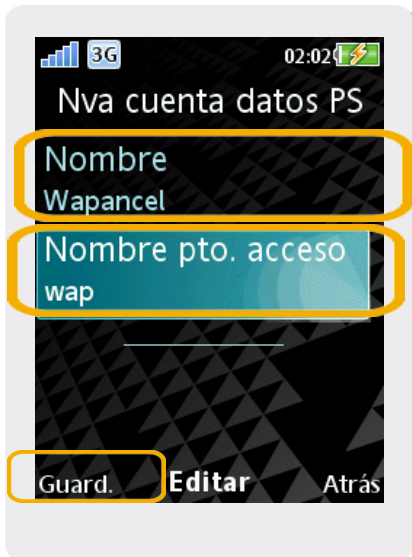 3G 02:02
Nva cuenta datos PS
Nombre
Wapancel
Nombre pto. acceso
wap
Guard. Editar Atrás